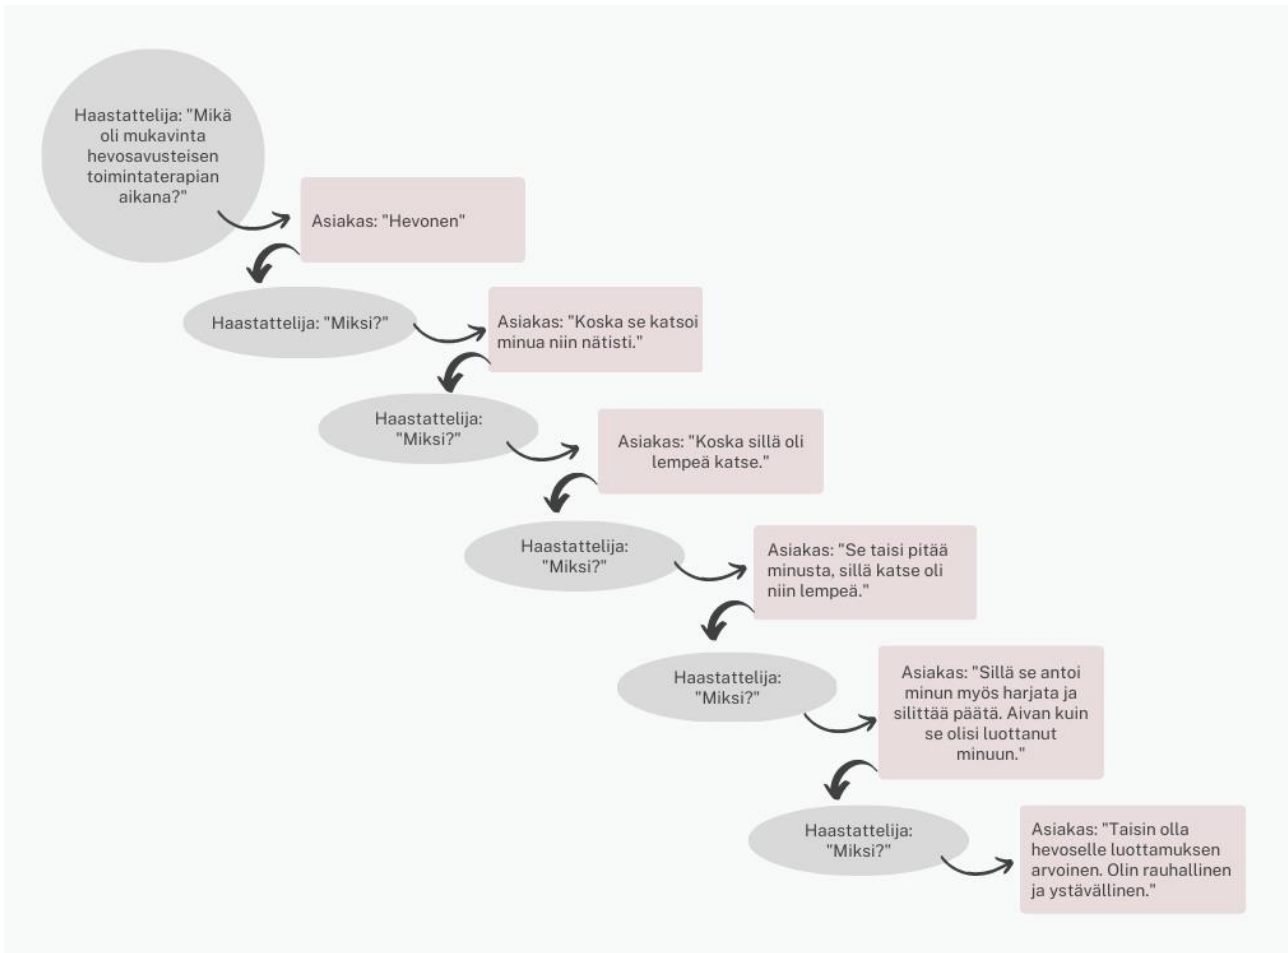 Haastattelija: "Mikä
oli mukavinta
hevosavusteisen
toimintaterapian
aikana?"
Asiakas: "Hevonen"
Haastattelija: "Miksi?"
Asiakas: "Koska se katsoi
minua niin nätisti."
Haastattelija:
"Miksi?"
Asiakas: "Koska sillä oli
lempeä katse."
Haastattelija:
"Miksi?"
Asiakas: "Se taisi pitää
minusta, sillä katse oli
niin lempeä."
Haastattelija:
"Miksi?"
Asiakas: "Sillä se antoi
minun myös harjata ja
silittää päätä. Aivan kuin
se olisi luottanut
minuun."
Haastattelija:
"Miksi?"
Asiakas: "Taisin olla
hevoselle luottamuksen
arvoinen. Olin rauhallinen
ja ystävällinen."